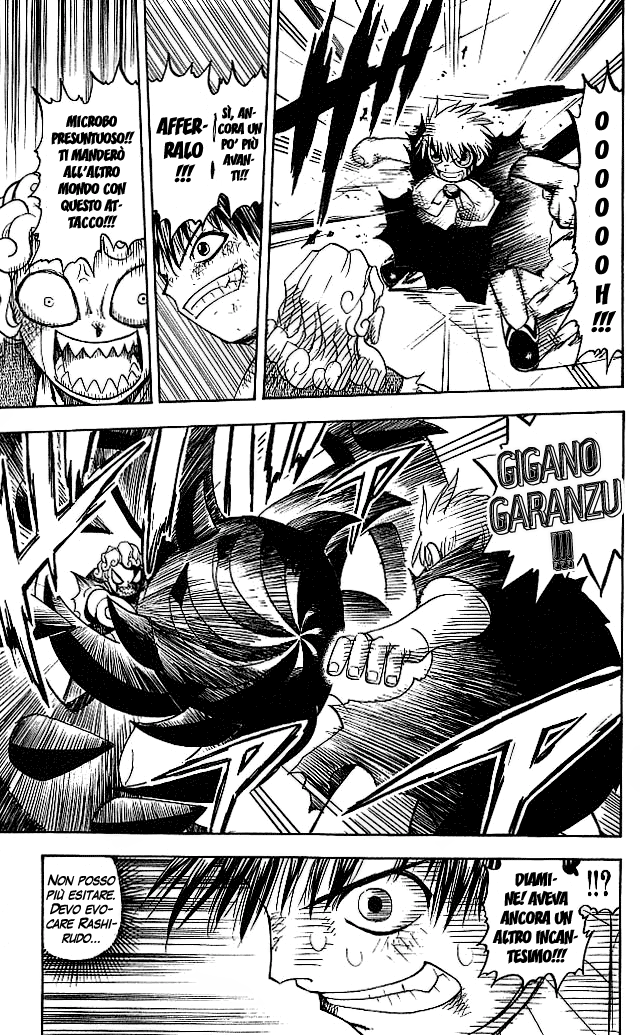 OOOOOOOH!!!
SÌ, AN-
CORA UN
PO' PIÙ
AVAN-
TI!!
AFFER-
RALO
!!!
MICROBO
PRESUNTUOSO!!
TI MANDERÒ
ALL'ALTRO
MONDO CON
QUESTO AT-
TACCO!!!
GIGANO
GARANZU
!!!
!!?
DIAMI-
NE! AVEVA
ANCORA UN
ALTRO INCAN-
TESIMO!!!
NON POSSO
PIÙ ESITARE.
DEVO EVO-
CARE RASHI-
RUDO...